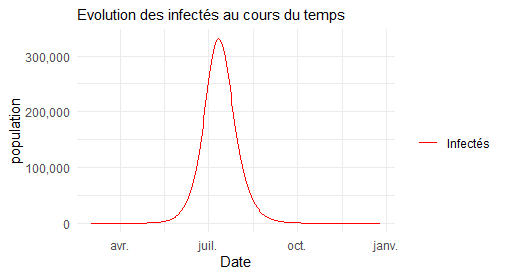 Evolution des infectés au cours du temps
300,000
200,000
100,000
0
population
avr.
juil.
oct.
janv.
Date
Infectés